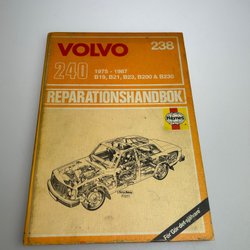 VOLVO 238
240 1975 - 1987
B19, B21, B23, B200 & B230
REPARATIONSHANDBOK
Haynes
För Gör-det-självare'